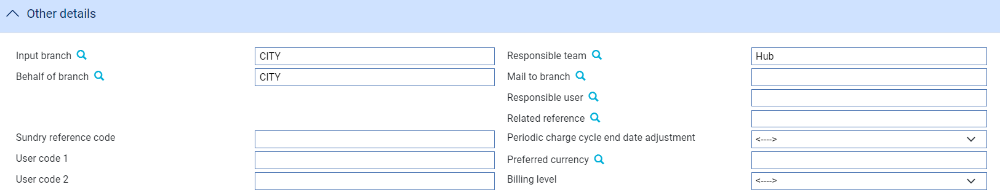 Other details
Input branch CITY Responsible team Hub
Behalf of branch CITY Mail to branch
Responsible user
Related reference
Sundry reference code Periodic charge cycle end date adjustment <---->
User code 1 Preferred currency
User code 2 Billing level <---->